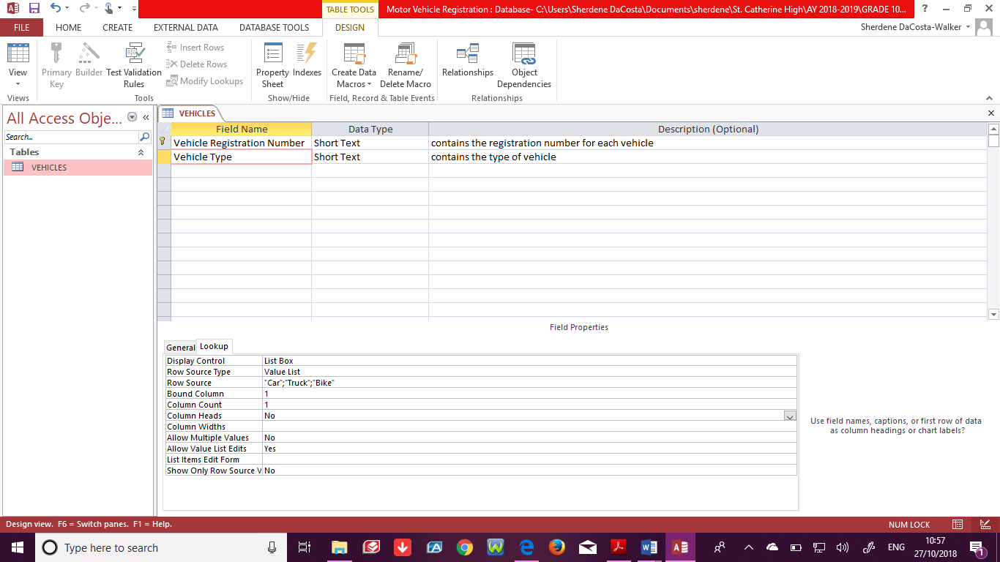 TABLE TOOLS
Motor Vehicle Registration : Database- C:\Users\Sherdene DaCosta\Documents\sherdene\St. Catherine High\AY 2018-2019\GRADE 10...
?
FILE HOME CREATE EXTERNAL DATA DATABASE TOOLS DESIGN
Sherdene DaCosta-Walker
View
Primary Key
Builder
Test Validation Rules
Insert Rows
Delete Rows
Modify Lookups
Property Sheet
Indexes
Create Data Macros
Rename/ Delete Macro
Relationships
Object Dependencies
Views
Tools
Show/Hide
Field, Record & Table Events
Relationships
All Access Obje...
Search...
Tables
VEHICLES
VEHICLES
Field Name Data Type Description (Optional)
Vehicle Registration Number Short Text contains the registration number for each vehicle
Vehicle Type Short Text contains the type of vehicle
Field Properties
General Lookup
Display Control List Box
Row Source Type Value List
Row Source "Car";"Truck";"Bike"
Bound Column 1
Column Count 1
Column Heads No
Column Widths
Allow Multiple Values No
Allow Value List Edits Yes
List Items Edit Form
Show Only Row Source V No
Use field names, captions, or first row of data
as column headings or chart labels?
Design view. F6 = Switch panes. F1 = Help.
NUM LOCK
Type here to search
ENG
10:57
27/10/2018
1